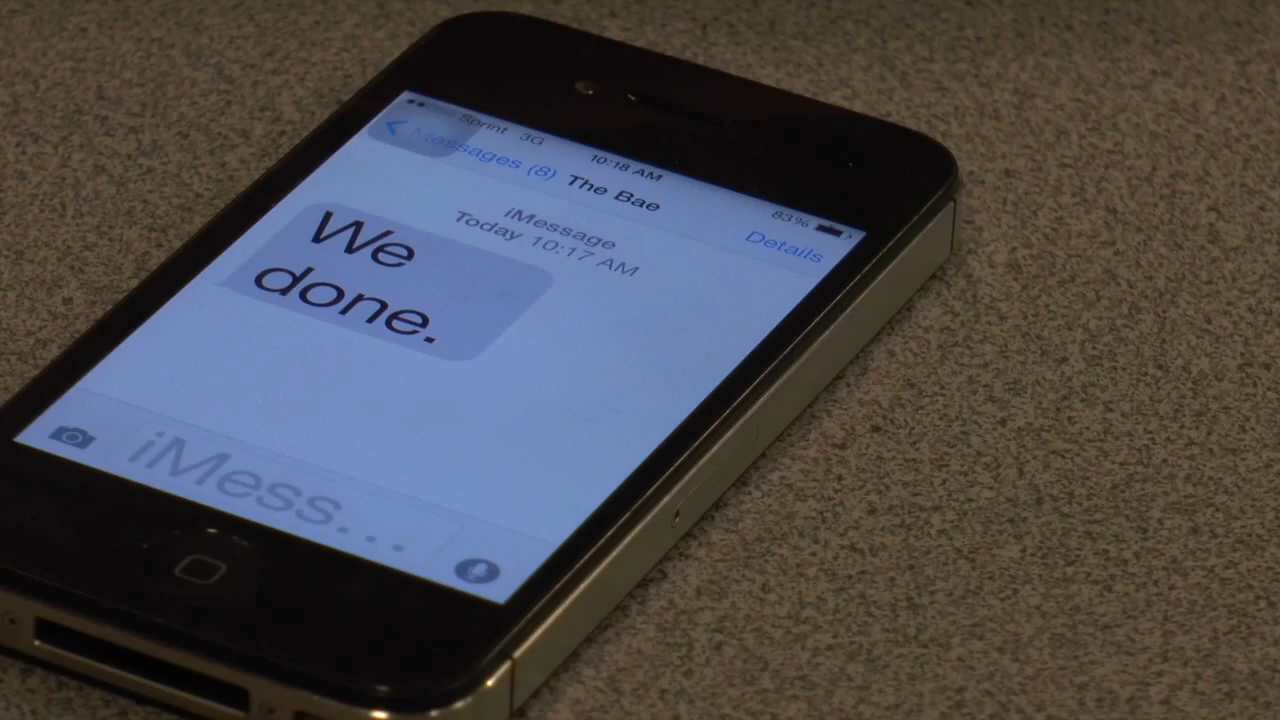 Sprint 3G 10:18 AM 83%
Messages (8) The Bae Details
iMessage
Today 10:17 AM
We
done.
iMess...